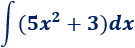 ∫(5x² + 3)dx